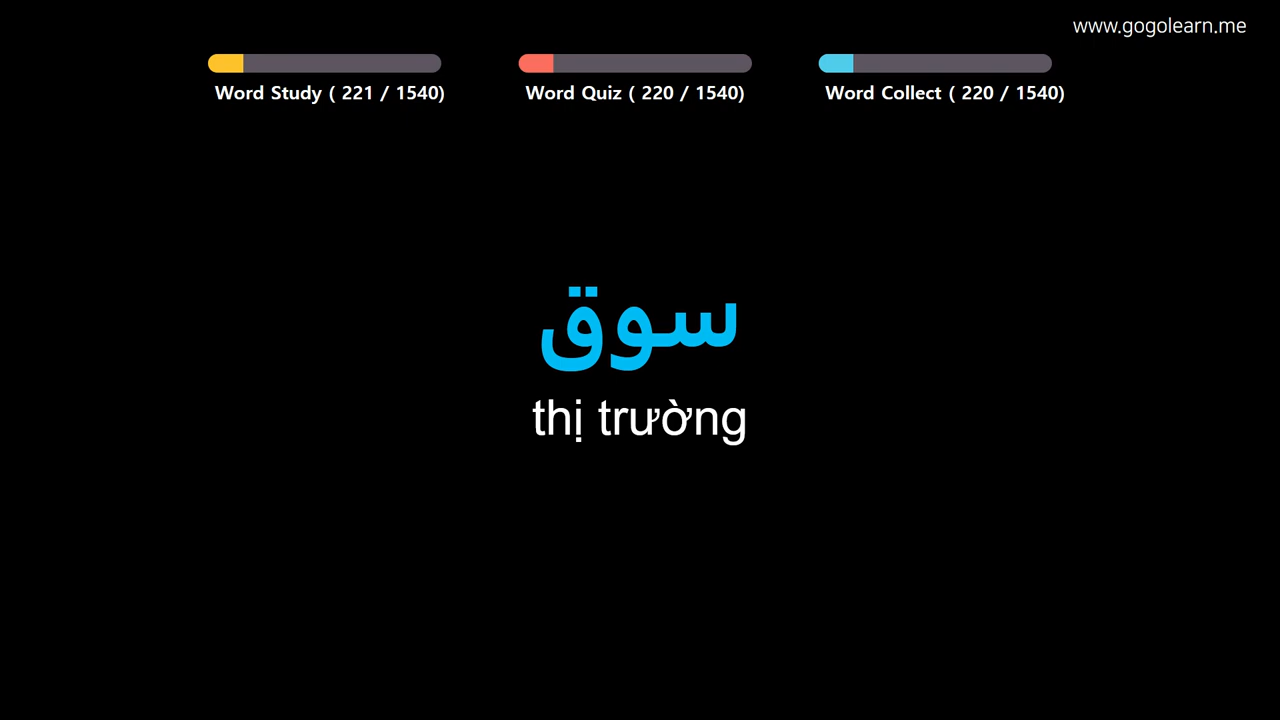 www.gogolearn.me
Word Study ( 221 / 1540)
Word Quiz ( 220 / 1540)
Word Collect ( 220 / 1540)
سوق
thị trường